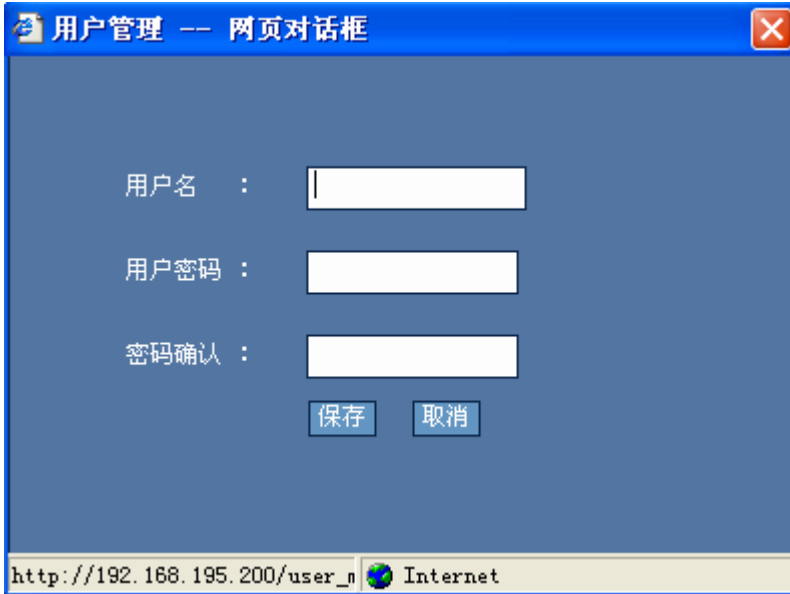 用户管理 -- 网页对话框
用户名 :
用户密码 :
密码确认 :
保存 取消
http://192.168.195.200/user_m Internet